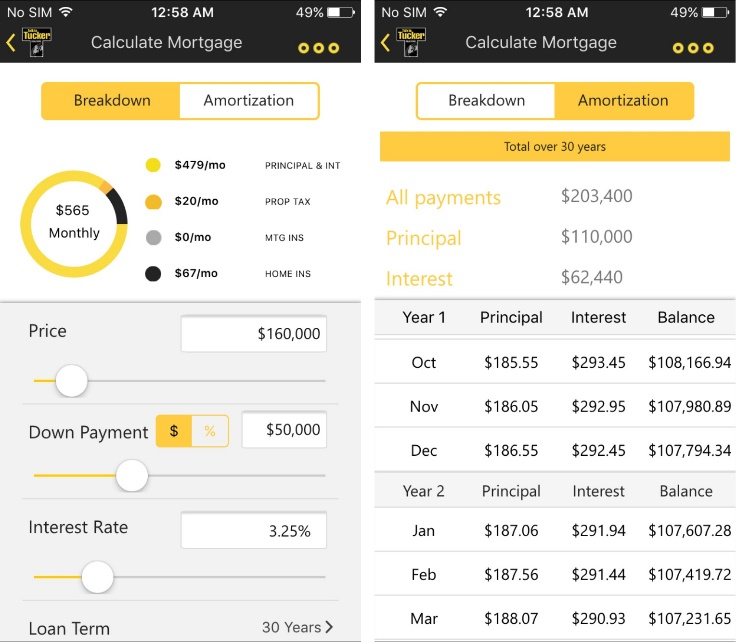 No SIM 12:58 AM 49%
Tucker
Calculate Mortgage
Breakdown Amortization
$565
Monthly
$479/mo PRINCIPAL & INT
$20/mo PROP TAX
$0/mo MTG INS
$67/mo HOME INS
Price $160,000
Down Payment $ % $50,000
Interest Rate 3.25%
Loan Term 30 Years
No SIM 12:58 AM 49%
Tucker
Calculate Mortgage
Breakdown Amortization
Total over 30 years
All payments $203,400
Principal $110,000
Interest $62,440
Year 1 Principal Interest Balance
Oct $185.55 $293.45 $108,166.94
Nov $186.05 $292.95 $107,980.89
Dec $186.55 $292.45 $107,794.34
Year 2 Principal Interest Balance
Jan $187.06 $291.94 $107,607.28
Feb $187.56 $291.44 $107,419.72
Mar $188.07 $290.93 $107,231.65